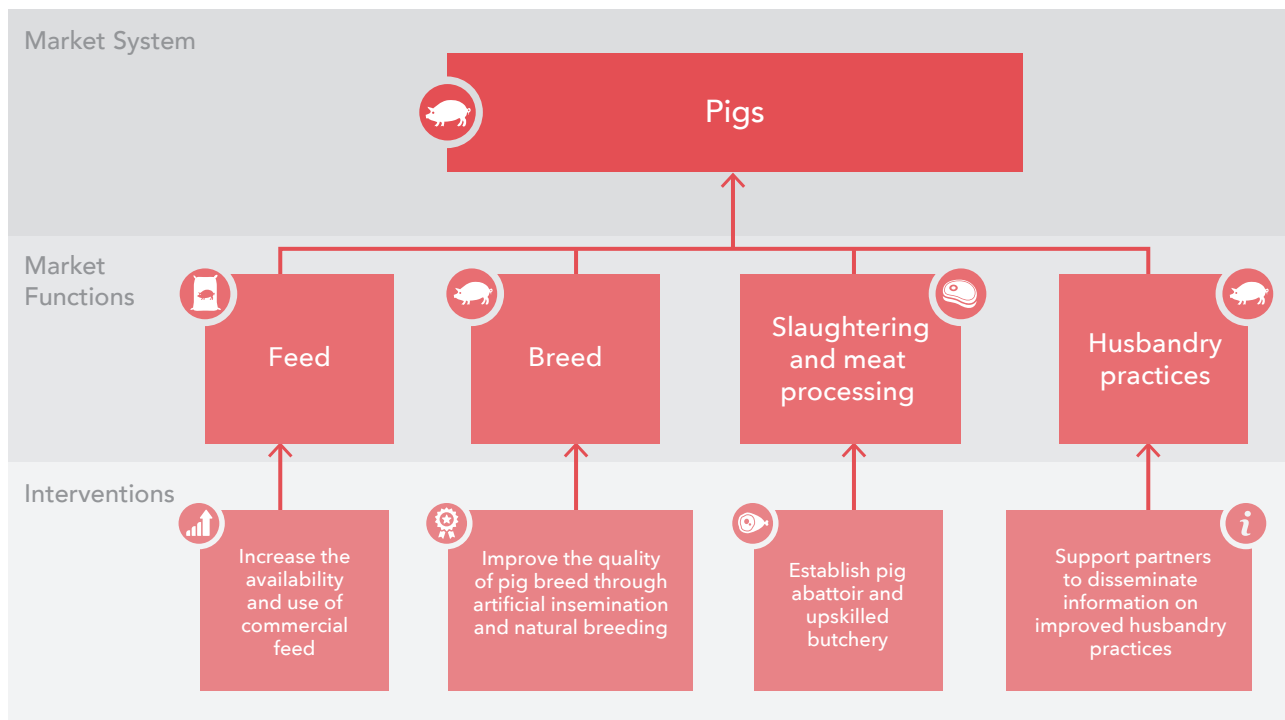 Market System
Pigs
Market
Functions
Feed
Breed
Slaughtering
and meat
processing
Husbandry
practices
Interventions
Increase the
availability
and use of
commercial
feed
Improve the quality
of pig breed through
artificial insemination
and natural breeding
Establish pig
abattoir and
upskilled
butchery
i
Support partners
to disseminate
information on
improved husbandry
practices